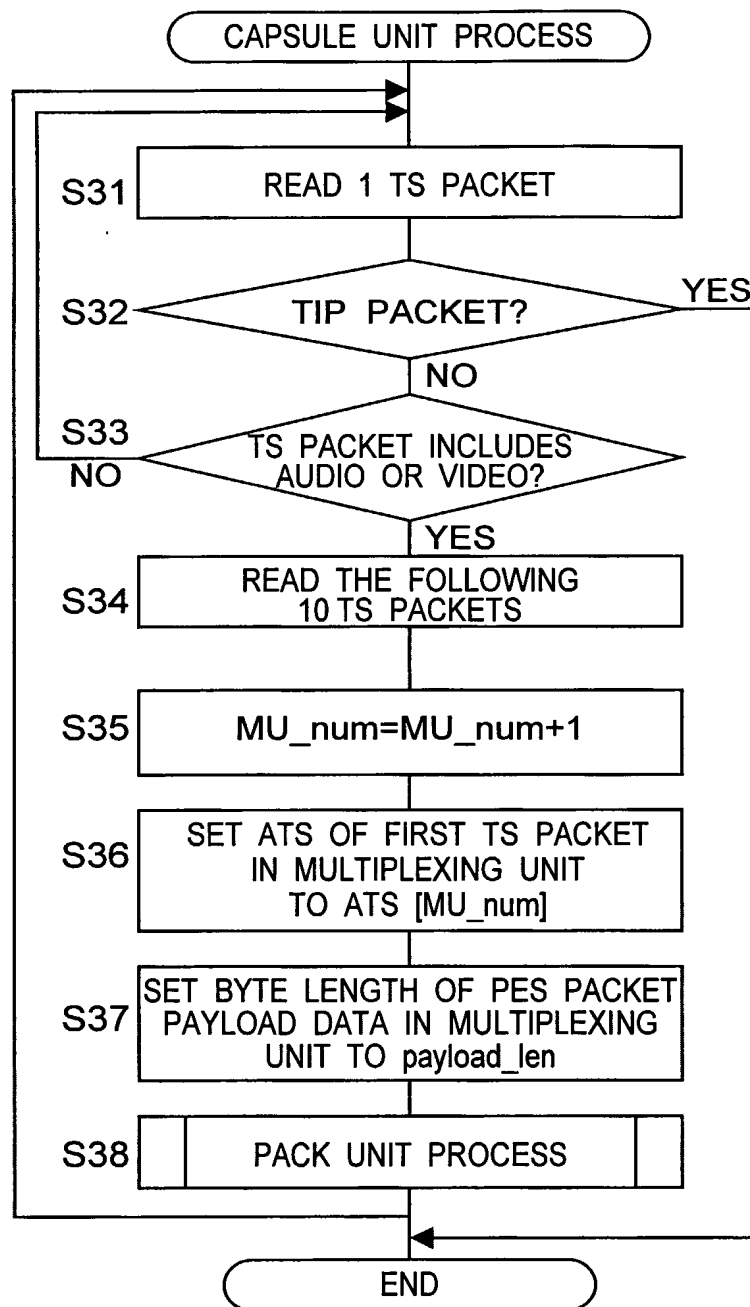 CAPSULE UNIT PROCESS
S31
READ 1 TS PACKET
S32
TIP PACKET?
YES
NO
S33
TS PACKET INCLUDES
AUDIO OR VIDEO?
NO
YES
S34
READ THE FOLLOWING
10 TS PACKETS
S35
MU_num=MU_num+1
S36
SET ATS OF FIRST TS PACKET
IN MULTIPLEXING UNIT
TO ATS [MU_num]
S37
SET BYTE LENGTH OF PES PACKET
PAYLOAD DATA IN MULTIPLEXING
UNIT TO payload_len
S38
PACK UNIT PROCESS
END